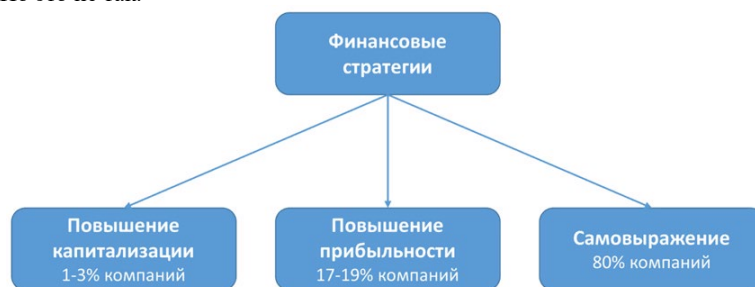 Финансовые
стратегии
Повышение
капитализации
1-3% компаний
Повышение
прибыльности
17-19% компаний
Самовыражение
80% компаний